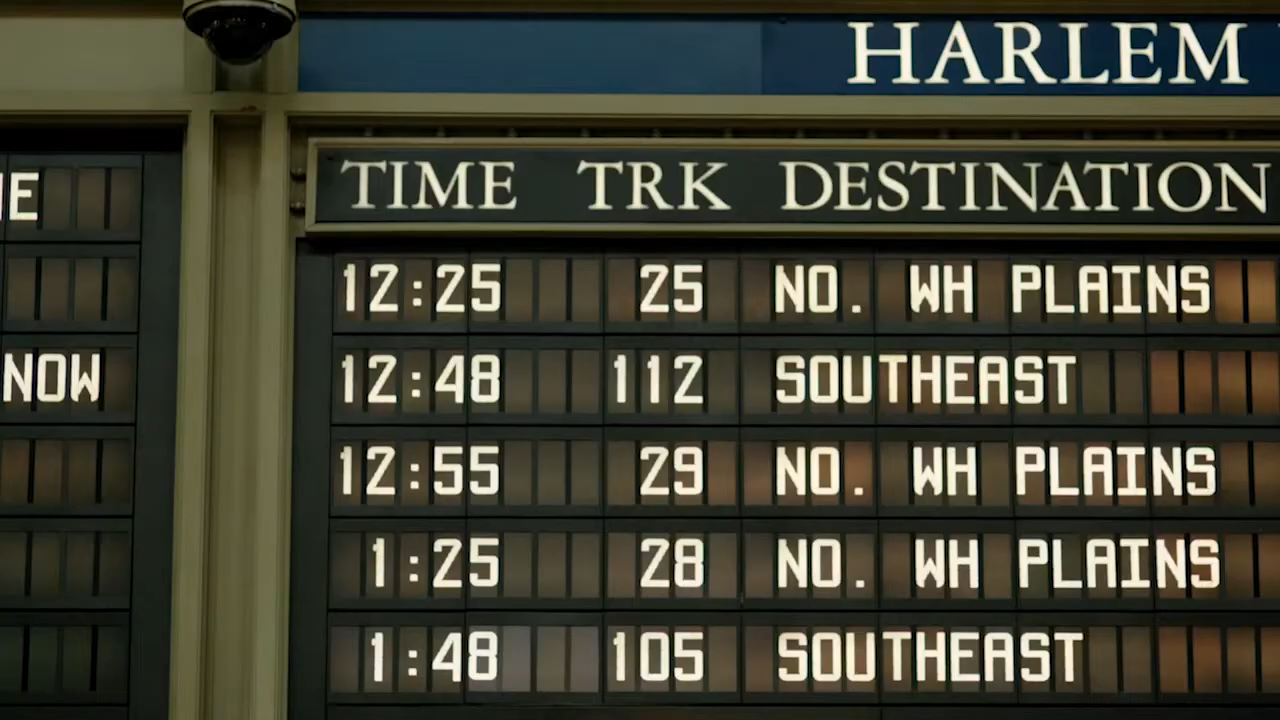 HARLEM
TIME TRK DESTINATION
12:25 25 NO. WH PLAINS
12:48 112 SOUTHEAST
12:55 29 NO. WH PLAINS
1:25 28 NO. WH PLAINS
1:48 105 SOUTHEAST
NOW